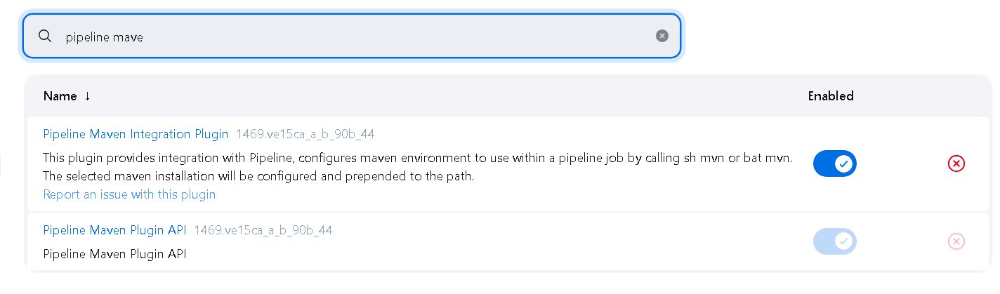 pipeline mave
Name ↓ Enabled
Pipeline Maven Integration Plugin 1469.ve15ca_a_b_90b_44
This plugin provides integration with Pipeline, configures maven environment to use within a pipeline job by calling sh mvn or bat mvn.
The selected maven installation will be configured and prepended to the path.
Report an issue with this plugin
Pipeline Maven Plugin API 1469.ve15ca_a_b_90b_44
Pipeline Maven Plugin API